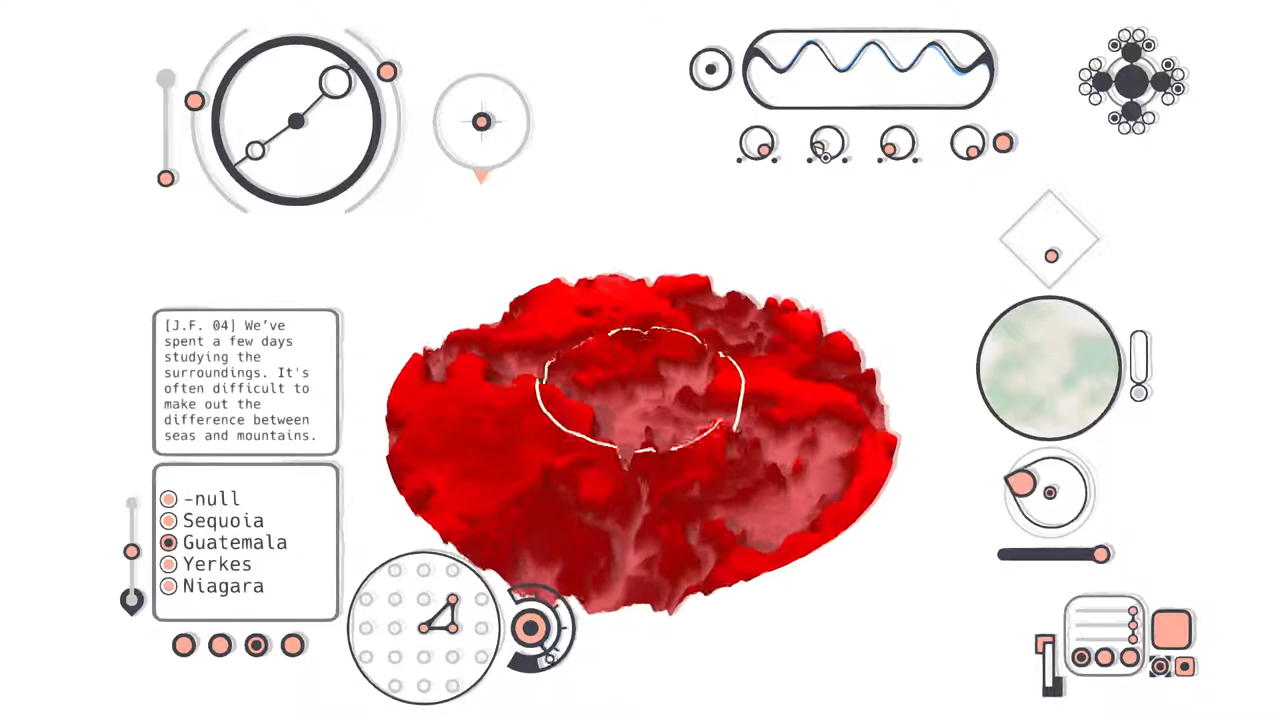 [J.F. 04] We’ve
spent a few days
studying the
surroundings. It's
often difficult to
make out the
difference between
seas and mountains.
-null
Sequoia
Guatemala
Yerkes
Niagara